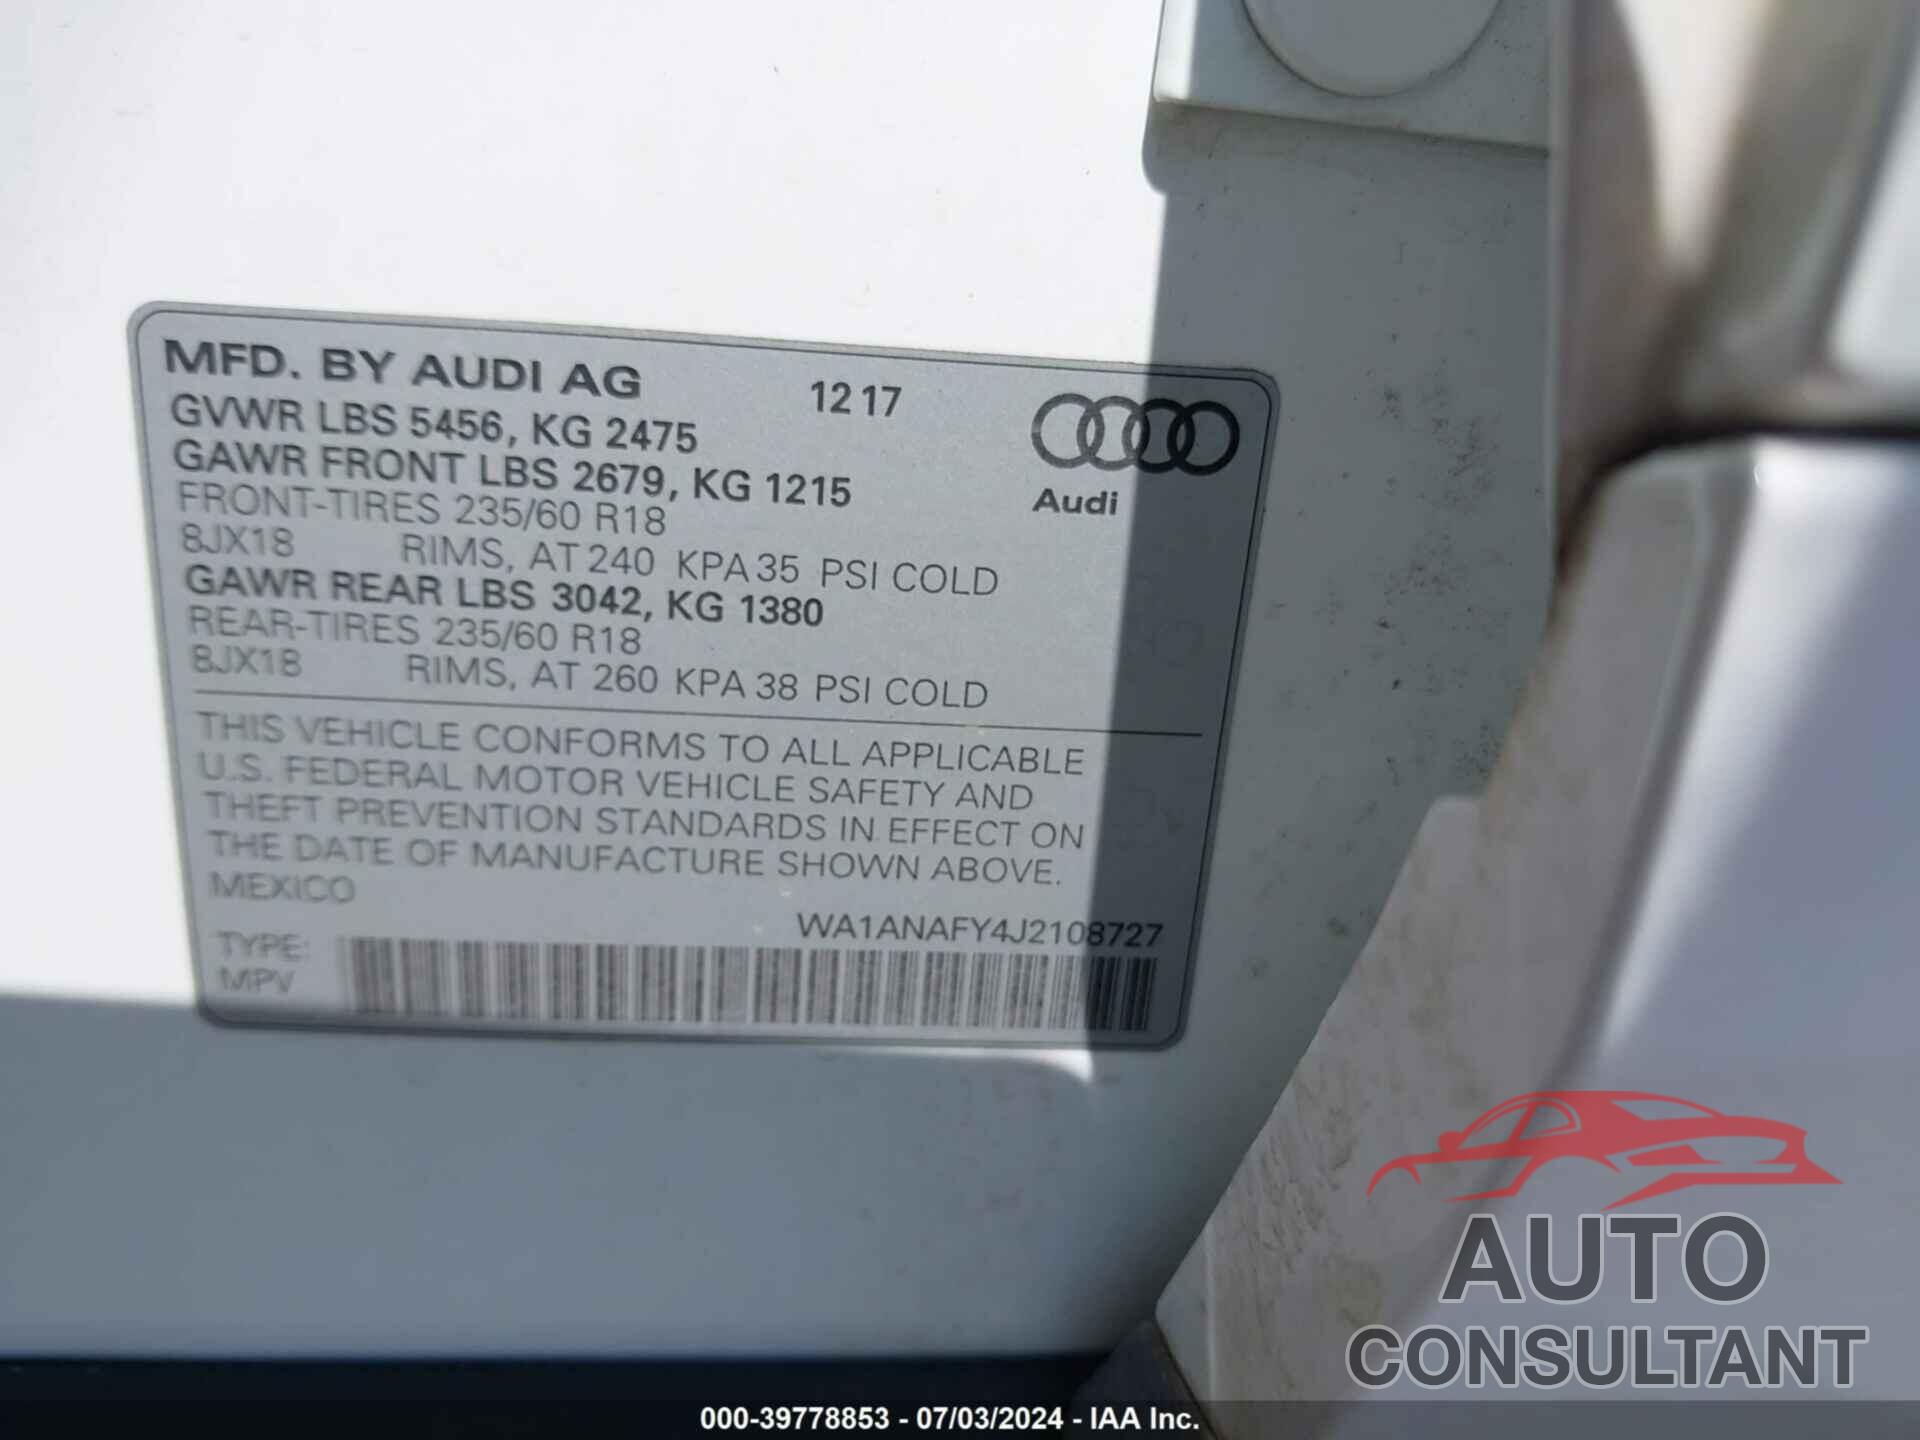 MFD. BY AUDI AG 12 17
GVWR LBS 5456, KG 2475
GAWR FRONT LBS 2679, KG 1215
Audi
FRONT-TIRES 235/60 R18
8JX18 RIMS, AT 240 KPA 35 PSI COLD
GAWR REAR LBS 3042, KG 1380
REAR-TIRES 235/60 R18
8JX18 RIMS, AT 260 KPA 38 PSI COLD
THIS VEHICLE CONFORMS TO ALL APPLICABLE
U.S. FEDERAL MOTOR VEHICLE SAFETY AND
THEFT PREVENTION STANDARDS IN EFFECT ON
THE DATE OF MANUFACTURE SHOWN ABOVE.
MEXICO
WA1ANAFY4J2108727
TYPE:
MPV
AUTO
CONSULTANT
000-39778853 - 07/03/2024 - IAA Inc.